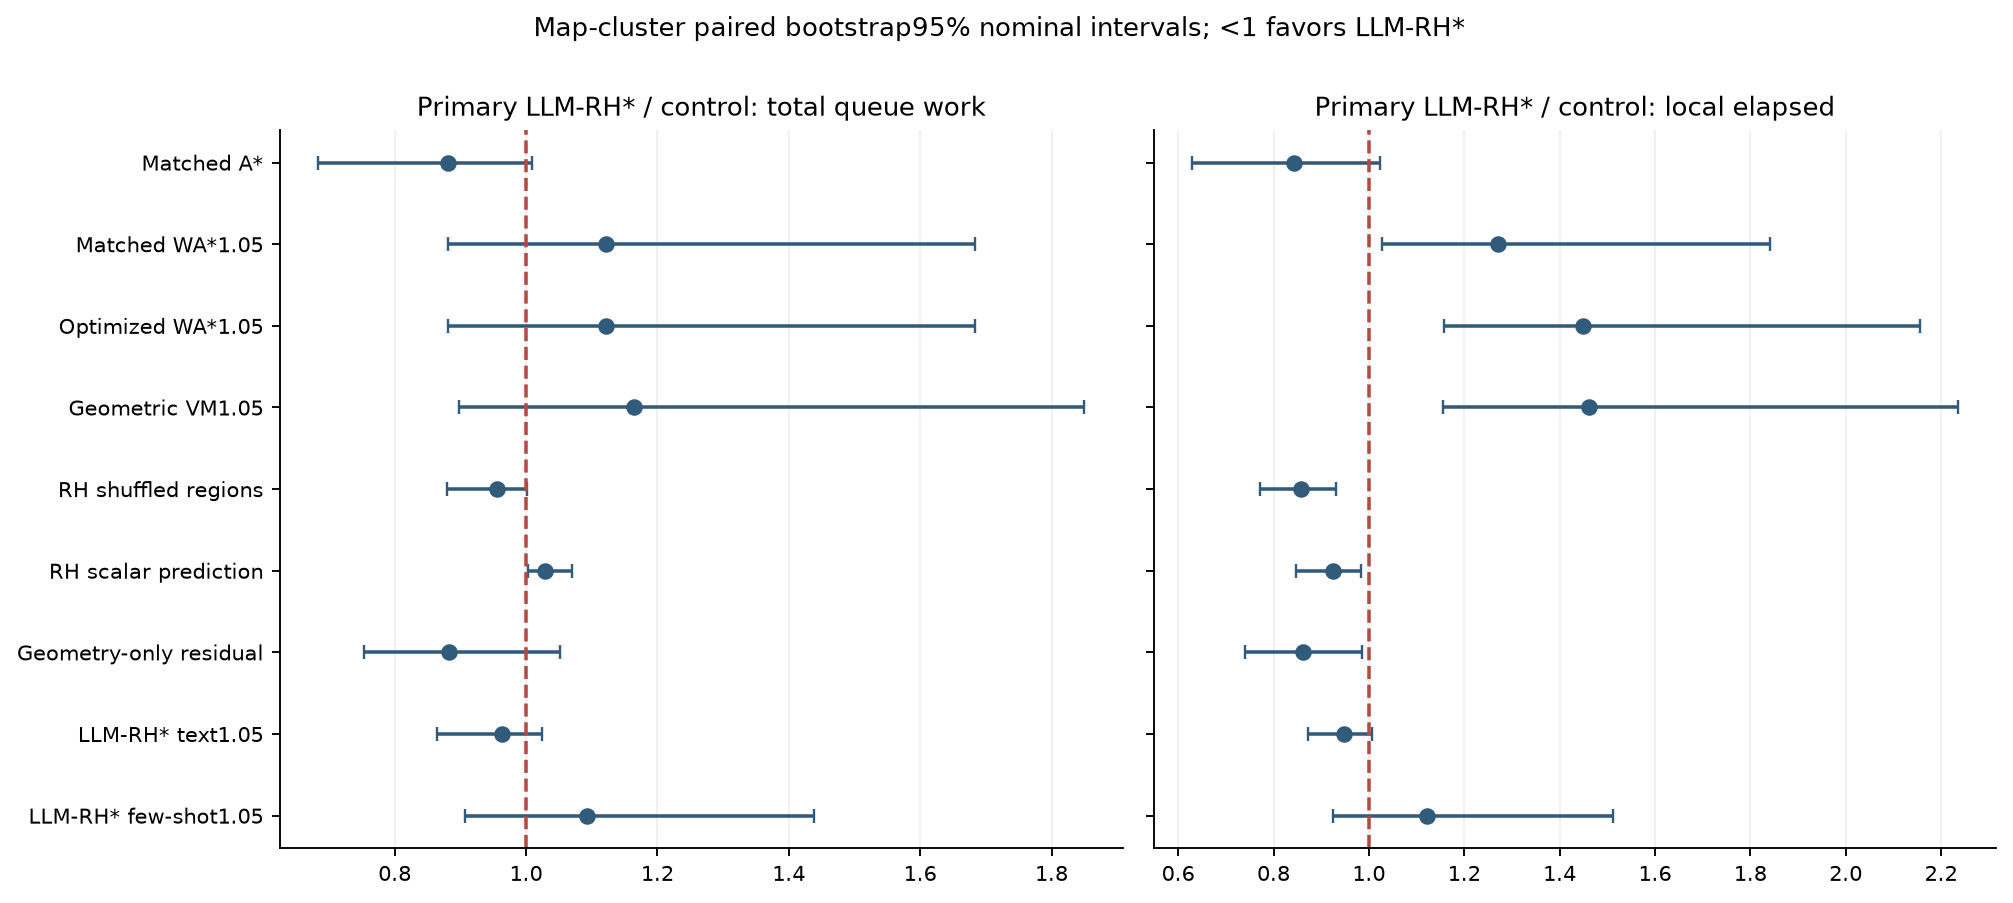 Map-cluster paired bootstrap95% nominal intervals; <1 favors LLM-RH*
Primary LLM-RH* / control: total queue work
Primary LLM-RH* / control: local elapsed
Matched A*
Matched WA*1.05
Optimized WA*1.05
Geometric VM1.05
RH shuffled regions
RH scalar prediction
Geometry-only residual
LLM-RH* text1.05
LLM-RH* few-shot1.05
0.8 1.0 1.2 1.4 1.6 1.8
0.6 0.8 1.0 1.2 1.4 1.6 1.8 2.0 2.2